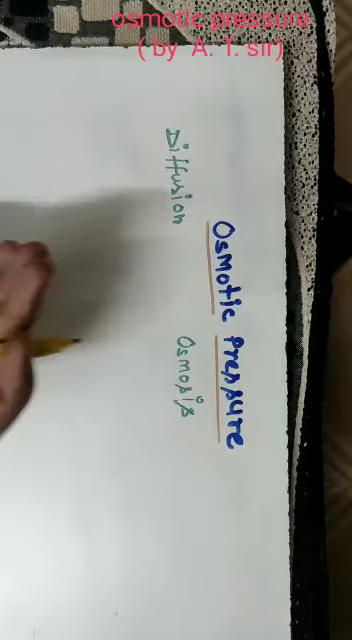 osmotic pressure
( by A. T. sir)
Osmotic Pressure
Diffusion Osmosis